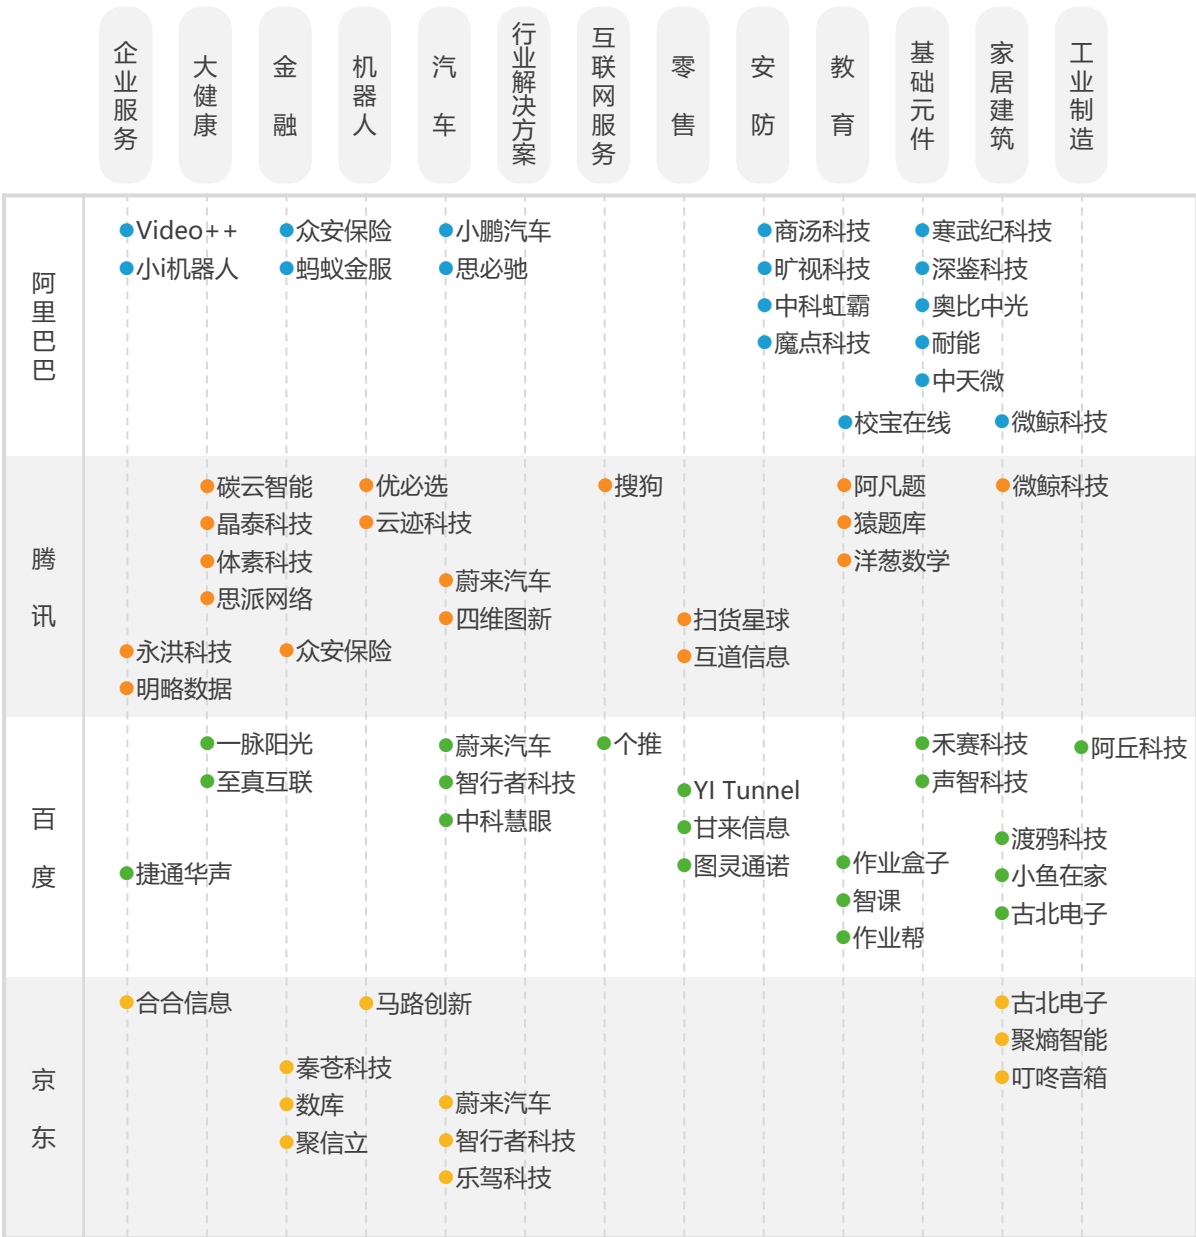 企业服务
大健康
金融
机器人
汽车
行业解决方案
互联网服务
零售
安防
教育
基础元件
家居建筑
工业制造
阿里巴巴
Video++
小i机器人
众安保险
蚂蚁金服
小鹏汽车
思必驰
商汤科技
旷视科技
中科虹霸
魔点科技
校宝在线
寒武纪科技
深鉴科技
奥比中光
耐能
中天微
微鲸科技
腾讯
永洪科技
明略数据
碳云智能
晶泰科技
体素科技
思派网络
众安保险
优必选
云迹科技
蔚来汽车
四维图新
搜狗
扫货星球
互道信息
阿凡题
猿题库
洋葱数学
微鲸科技
百度
捷通华声
一脉阳光
至真互联
蔚来汽车
智行者科技
中科慧眼
个推
YI Tunnel
甘来信息
图灵通诺
作业盒子
智课
作业帮
禾赛科技
声智科技
渡鸦科技
小鱼在家
古北电子
阿丘科技
京东
合合信息
秦苍科技
数库
聚信立
马路创新
蔚来汽车
智行者科技
乐驾科技
古北电子
聚熵智能
叮咚音箱